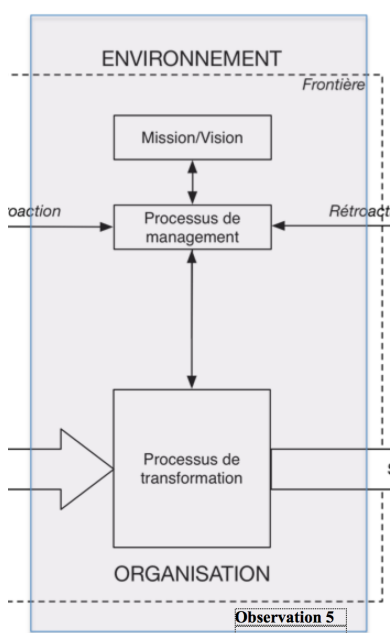 ENVIRONNEMENT
Frontière
Mission/Vision
Processus de
management
Processus de
transformation
ORGANISATION
Observation 5